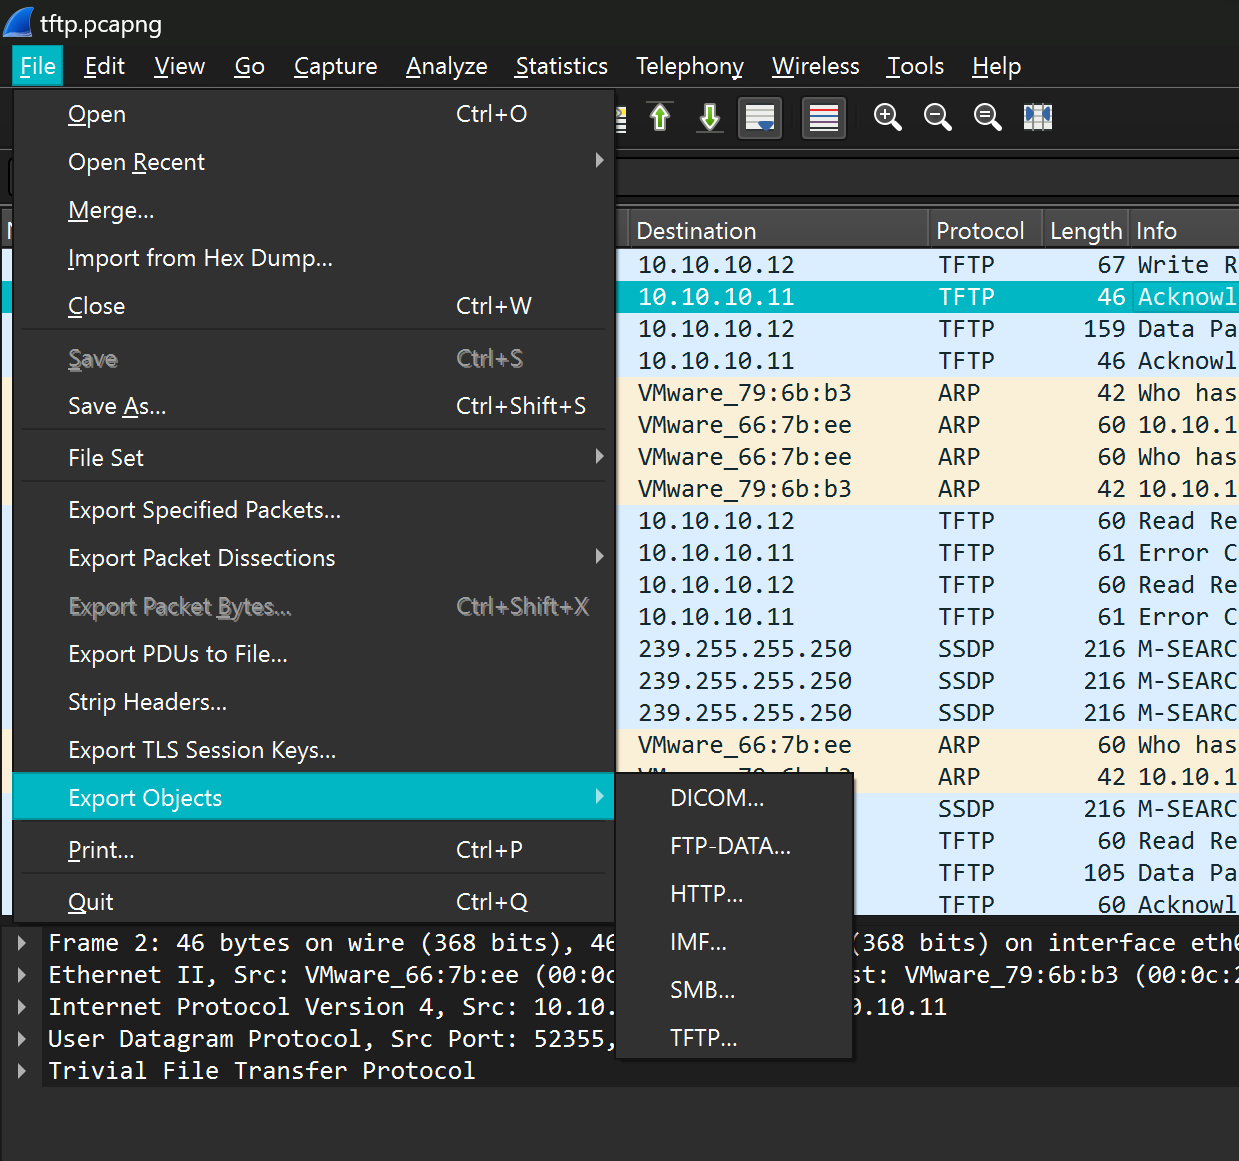 tftp.pcapng
File Edit View Go Capture Analyze Statistics Telephony Wireless Tools Help
Open Ctrl+O
Open Recent
Merge...
Import from Hex Dump...
Close Ctrl+W
Save Ctrl+S
Save As... Ctrl+Shift+S
File Set
Export Specified Packets...
Export Packet Dissections
Export Packet Bytes... Ctrl+Shift+X
Export PDUs to File...
Strip Headers...
Export TLS Session Keys...
Export Objects
Print... Ctrl+P
Quit Ctrl+Q
DICOM...
FTP-DATA...
HTTP...
IMF...
SMB...
TFTP...
Destination Protocol Length Info
10.10.10.12 TFTP 67 Write R
10.10.10.11 TFTP 46 Acknowl
10.10.10.12 TFTP 159 Data Pa
10.10.10.11 TFTP 46 Acknowl
VMware_79:6b:b3 ARP 42 Who has
VMware_66:7b:ee ARP 60 10.10.1
VMware_66:7b:ee ARP 60 Who has
VMware_79:6b:b3 ARP 42 10.10.1
10.10.10.12 TFTP 60 Read Re
10.10.10.11 TFTP 61 Error C
10.10.10.12 TFTP 60 Read Re
10.10.10.11 TFTP 61 Error C
239.255.255.250 SSDP 216 M-SEARC
239.255.255.250 SSDP 216 M-SEARC
239.255.255.250 SSDP 216 M-SEARC
VMware_66:7b:ee ARP 60 Who has
ARP 42 10.10.1
SSDP 216 M-SEARC
TFTP 60 Read Re
TFTP 105 Data Pa
TFTP 60 Acknowl
Frame 2: 46 bytes on wire (368 bits), 46 (368 bits) on interface eth0
Ethernet II, Src: VMware_66:7b:ee (00:0c st: VMware_79:6b:b3 (00:0c:2
Internet Protocol Version 4, Src: 10.10. 0.10.11
User Datagram Protocol, Src Port: 52355,
Trivial File Transfer Protocol